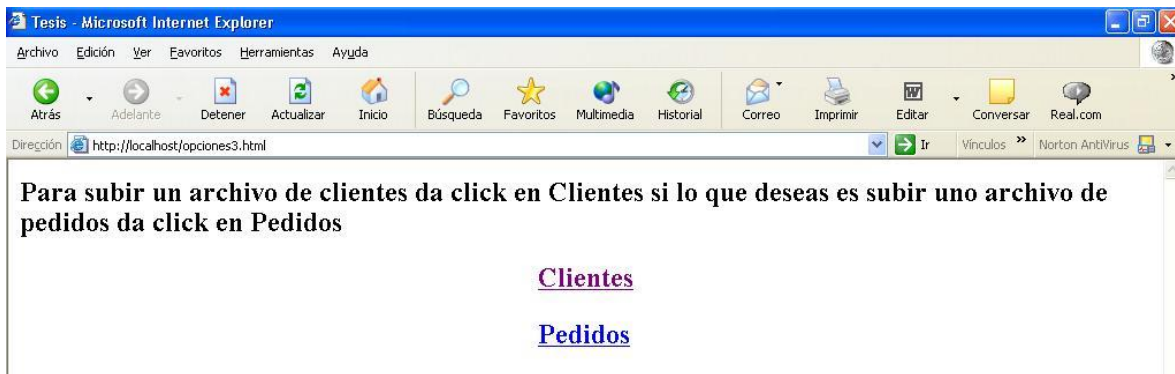 Tesis - Microsoft Internet Explorer
Archivo Edición Ver Favoritos Herramientas Ayuda
Atrás Adelante Detener Actualizar Inicio Búsqueda Favoritos Multimedia Historial Correo Imprimir Editar Conversar Real.com
Dirección http://localhost/opciones3.html Ir Vínculos » Norton AntiVirus
Para subir un archivo de clientes da click en Clientes si lo que deseas es subir uno archivo de
pedidos da click en Pedidos
Clientes
Pedidos